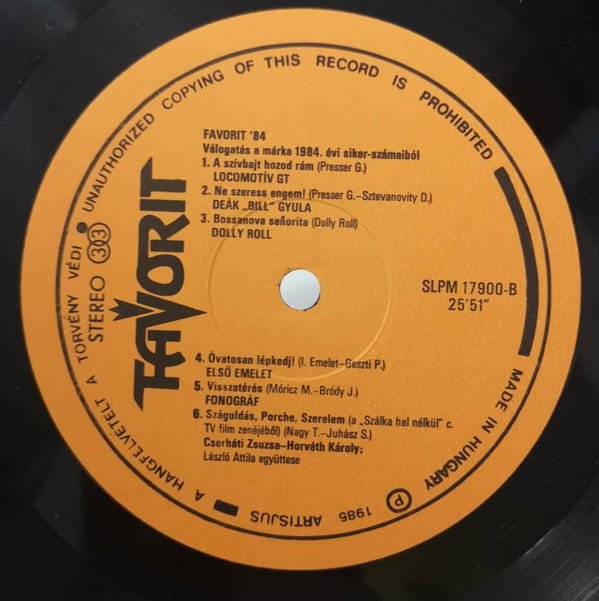 UNAUTHORIZED COPYING OF THIS RECORD IS PROHIBITED
FAVORIT '84
Válogatás a márka 1984. évi siker-számaiból
1. A szívbajt hozod rám (Presser G.)
LOCOMOTÍV GT
2. Ne szeress engem! (Presser G.–Sztevanovity D.)
DEÁK „BILL” GYULA
3. Bossanova señorita (Dolly Roll)
DOLLY ROLL
FAVORIT
STEREO 33
SLPM 17900-B
25'51"
4. Óvatosan lépkedj! (I. Emelet–Geszti P.)
ELSŐ EMELET
5. Visszatérés (Móricz M.–Bródy J.)
FONOGRÁF
6. Száguldás, Porche, Szerelem (a „Szálka hal nélkül” c.
TV film zenéjéből) (Nagy T.–Juhász S.)
Cserháti Zsuzsa–Horváth Károly:
László Attila együttese
MADE IN HUNGARY
℗ 1985 ARTISJUS
A HANGFELVÉTELT A TÖRVÉNY VÉDI